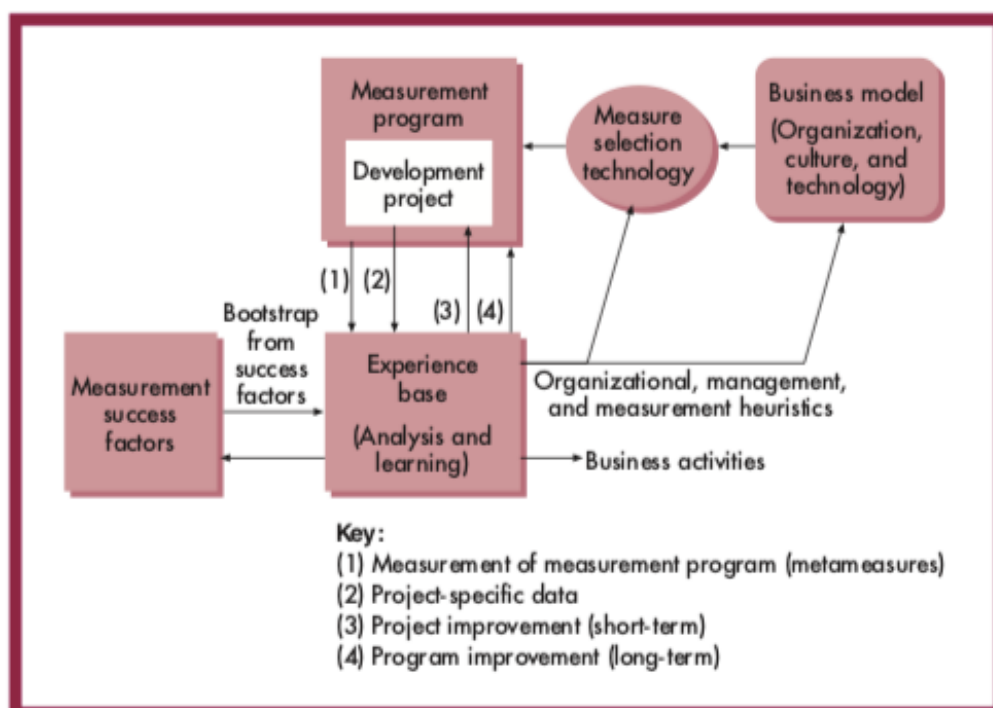 Measurement
program
Development
project
Measure
selection
technology
Business model
(Organization,
culture, and
technology)
(1)
(2)
(3)
(4)
Bootstrap
from
success
factors
Measurement
success
factors
Experience
base
(Analysis and
learning)
Organizational, management,
and measurement heuristics
Business activities
Key:
(1) Measurement of measurement program (metameasures)
(2) Project-specific data
(3) Project improvement (short-term)
(4) Program improvement (long-term)